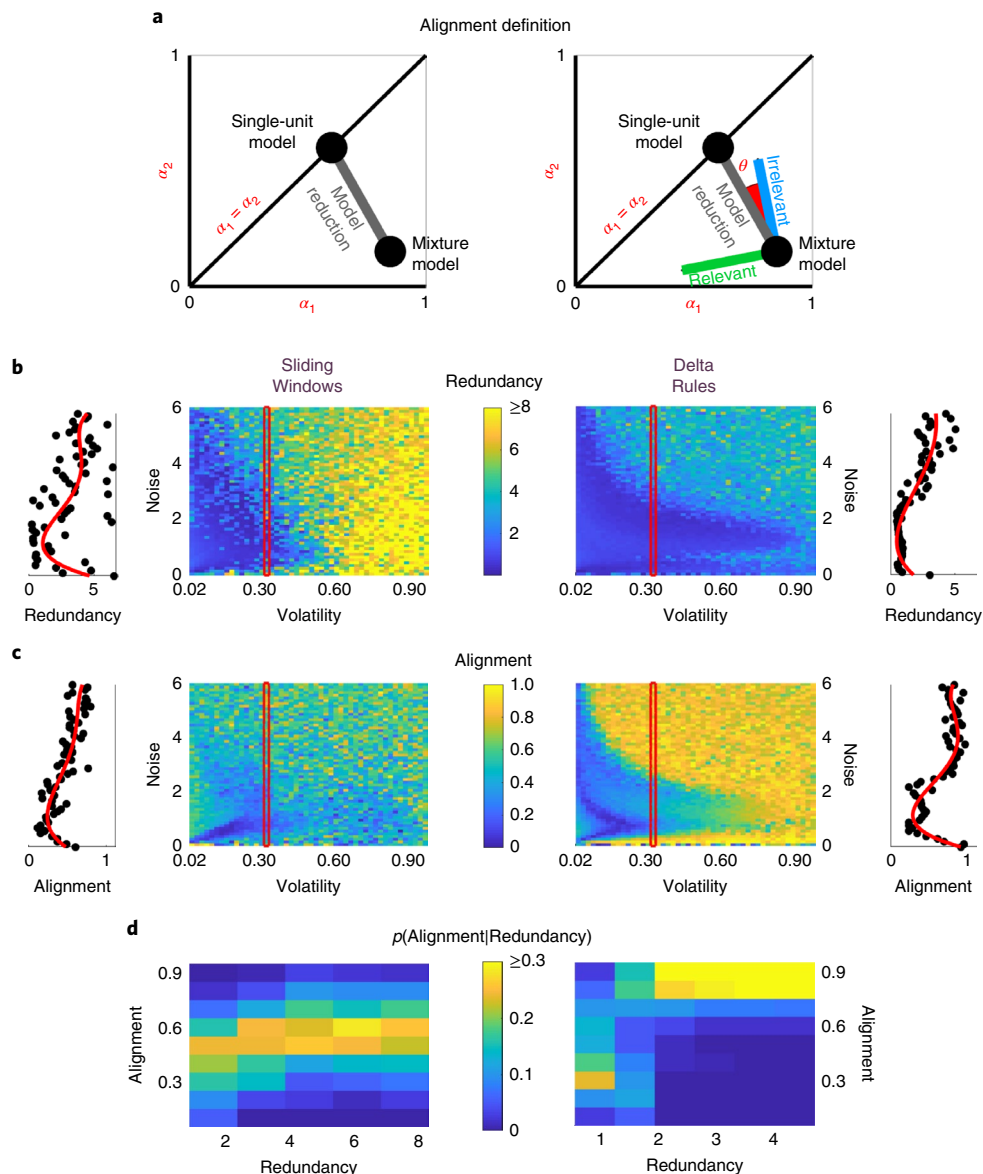 a
Alignment definition
1
Single-unit
model
α2
α1 = α2
Model
reduction
Mixture
model
0
0
α1
1
1
Single-unit
model
θ
Irrelevant
α2
α1 = α2
Model
reduction
Mixture
model
Relevant
0
0
α1
1
b
Sliding
Windows
Redundancy
Delta
Rules
0 5
Redundancy
6
4
Noise
2
0
0.02 0.30 0.60 0.90
Volatility
≥8
6
4
2
0.02 0.30 0.60 0.90
Volatility
6
4
Noise
2
0
0 5
Redundancy
c
Alignment
0 1
Alignment
6
4
Noise
2
0
0.02 0.30 0.60 0.90
Volatility
1.0
0.8
0.6
0.4
0.2
0
0.02 0.30 0.60 0.90
Volatility
6
4
Noise
2
0
0 1
Alignment
d
p(Alignment|Redundancy)
0.9
Alignment
0.6
0.3
2 4 6 8
Redundancy
≥0.3
0.2
0.1
0
1 2 3 4
Redundancy
0.9
Alignment
0.6
0.3